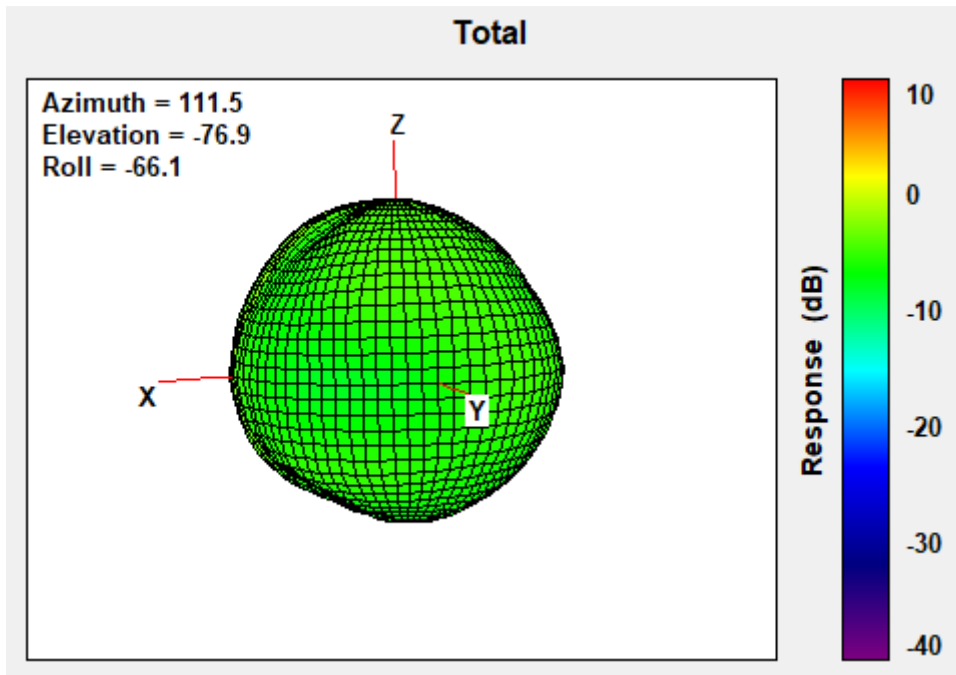 Total
Azimuth = 111.5
Elevation = -76.9
Roll = -66.1
Z
X
Y
Response (dB)
10
0
-10
-20
-30
-40